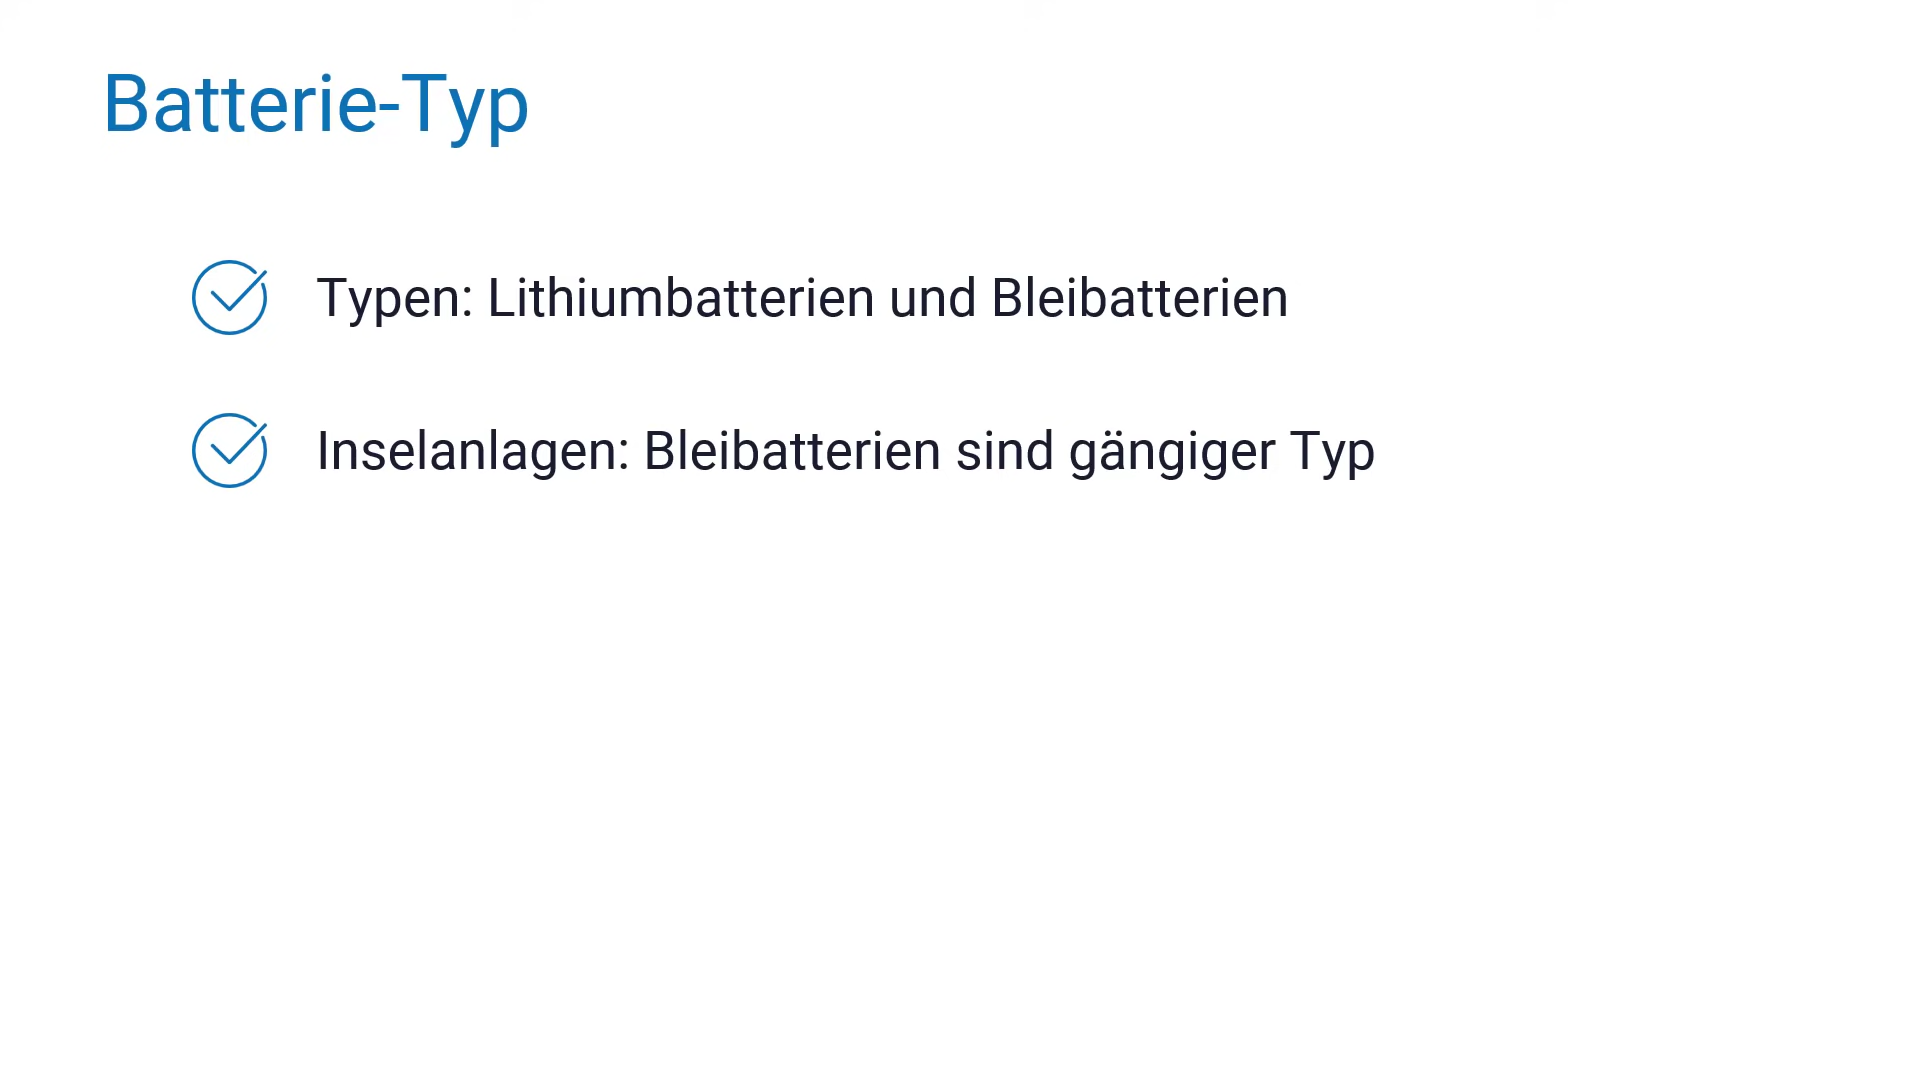 Batterie-Typ
Typen: Lithiumbatterien und Bleibatterien
Inselanlagen: Bleibatterien sind gängiger Typ